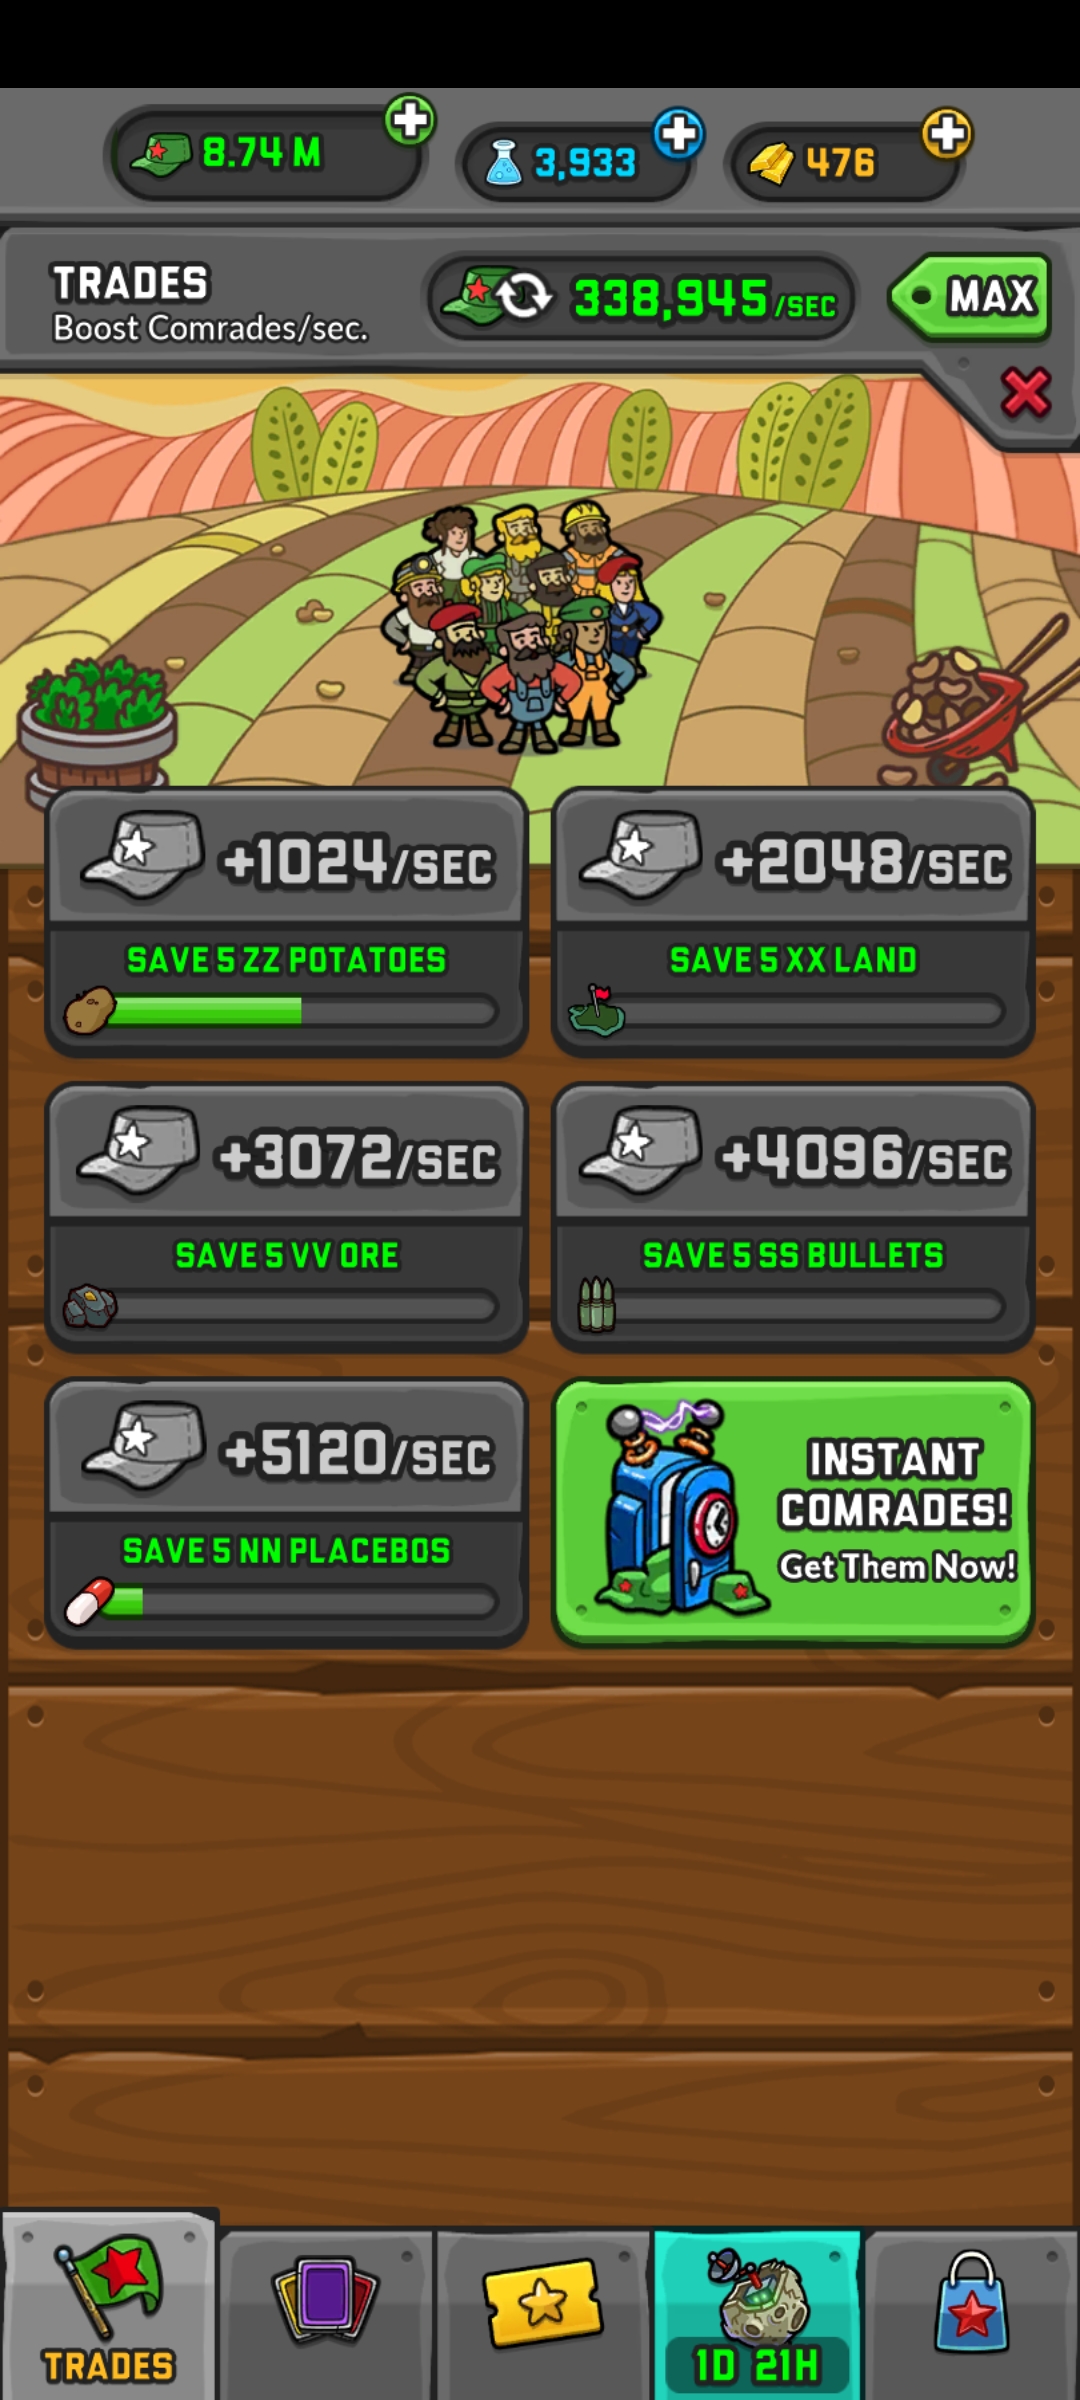 8.74 M
3,933
476
TRADES
Boost Comrades/sec.
338,945/SEC
MAX
+1024/SEC
SAVE 5 ZZ POTATOES
+2048/SEC
SAVE 5 XX LAND
+3072/SEC
SAVE 5 VV ORE
+4096/SEC
SAVE 5 SS BULLETS
+5120/SEC
SAVE 5 NN PLACEBOS
INSTANT
COMRADES!
Get Them Now!
TRADES
1D 21H